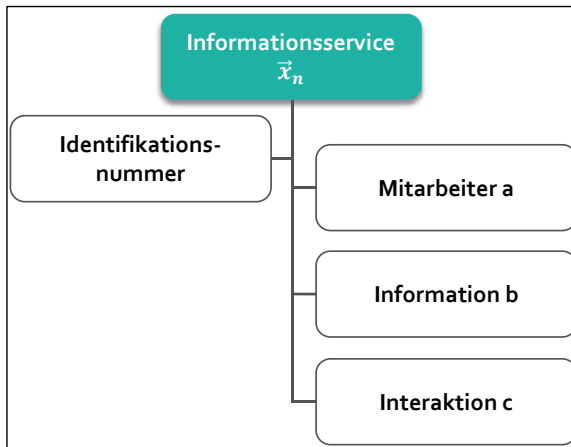 Informationsservice
x⃗ₙ
Identifikations-
nummer
Mitarbeiter a
Information b
Interaktion c